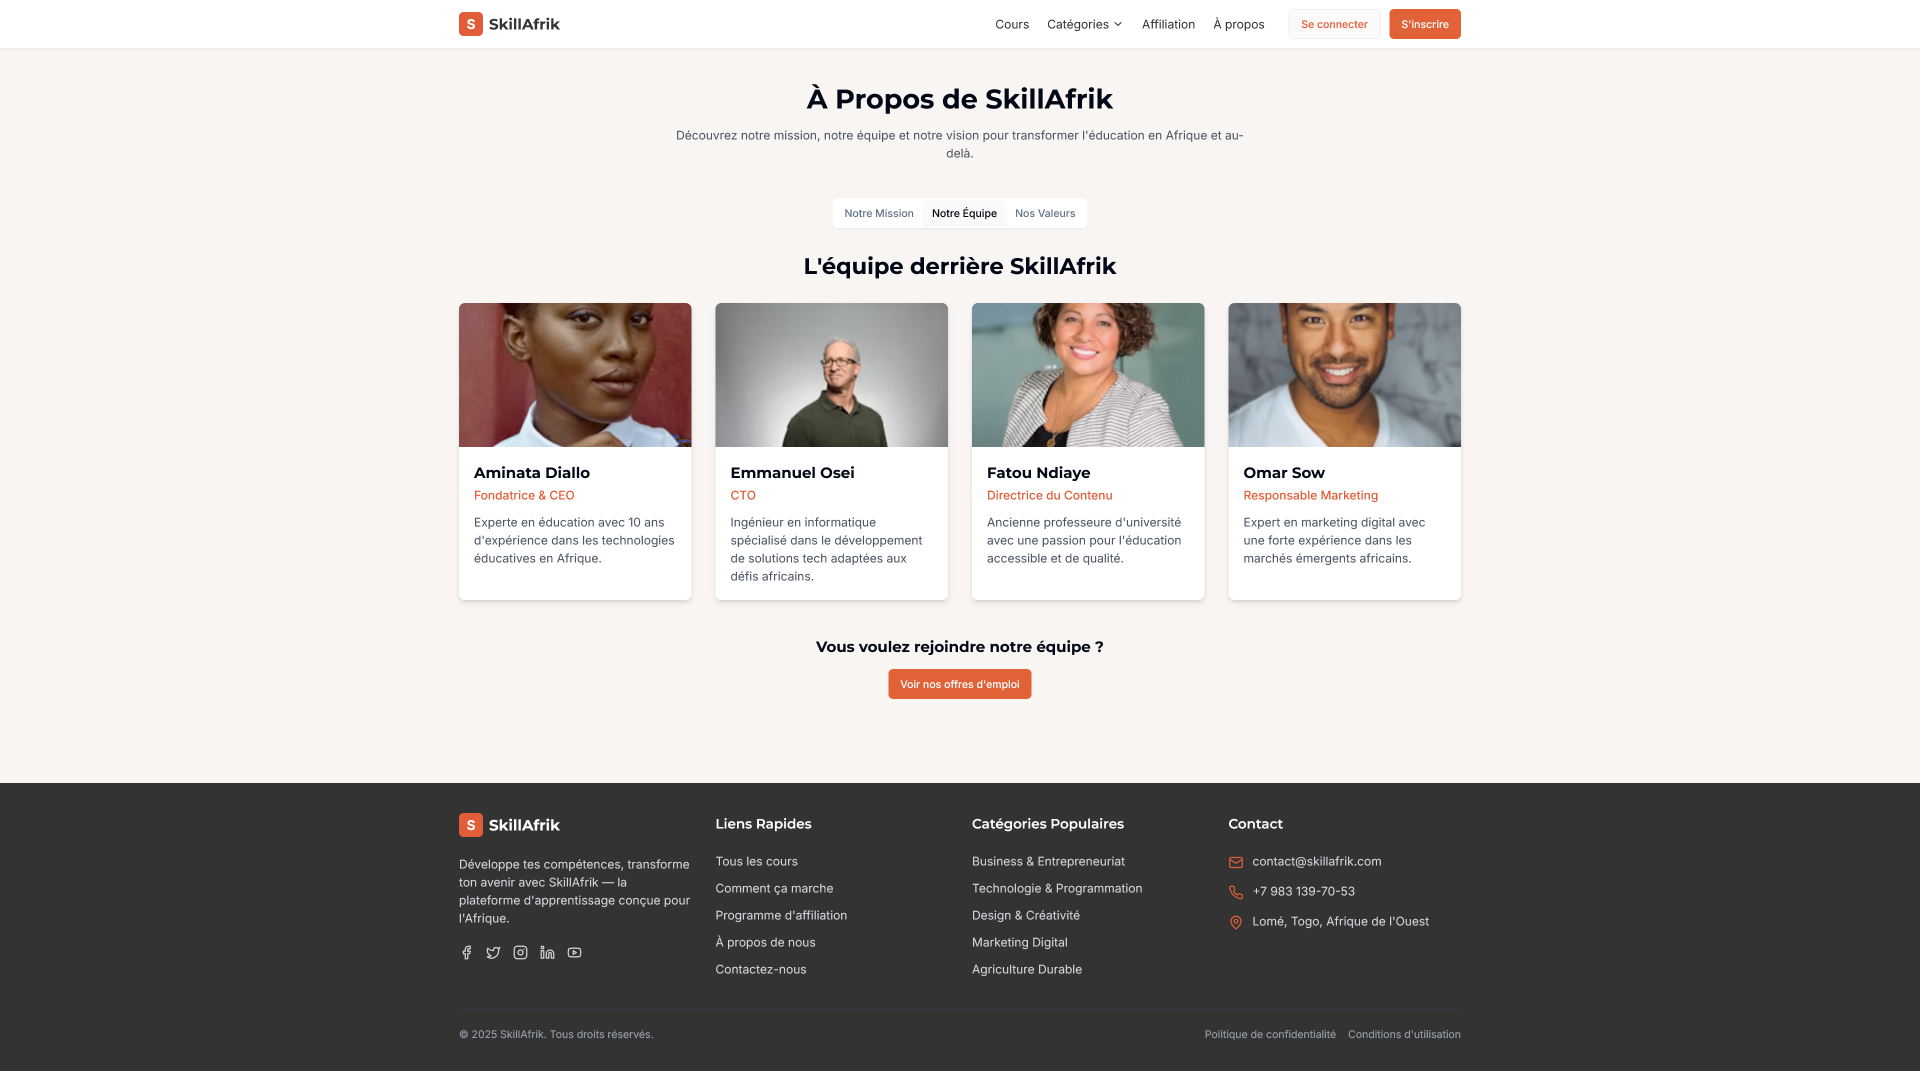 S SkillAfrik
Cours
Catégories
Affiliation
À propos
Se connecter
S'inscrire
À Propos de SkillAfrik
Découvrez notre mission, notre équipe et notre vision pour transformer l'éducation en Afrique et au-
delà.
Notre Mission
Notre Équipe
Nos Valeurs
L'équipe derrière SkillAfrik
Aminata Diallo
Fondatrice & CEO
Experte en éducation avec 10 ans
d'expérience dans les technologies
éducatives en Afrique.
Emmanuel Osei
CTO
Ingénieur en informatique
spécialisé dans le développement
de solutions tech adaptées aux
défis africains.
Fatou Ndiaye
Directrice du Contenu
Ancienne professeure d'université
avec une passion pour l'éducation
accessible et de qualité.
Omar Sow
Responsable Marketing
Expert en marketing digital avec
une forte expérience dans les
marchés émergents africains.
Vous voulez rejoindre notre équipe ?
Voir nos offres d'emploi
S SkillAfrik
Développe tes compétences, transforme
ton avenir avec SkillAfrik — la
plateforme d'apprentissage conçue pour
l'Afrique.
Liens Rapides
Tous les cours
Comment ça marche
Programme d'affiliation
À propos de nous
Contactez-nous
Catégories Populaires
Business & Entrepreneuriat
Technologie & Programmation
Design & Créativité
Marketing Digital
Agriculture Durable
Contact
contact@skillafrik.com
+7 983 139-70-53
Lomé, Togo, Afrique de l'Ouest
© 2025 SkillAfrik. Tous droits réservés.
Politique de confidentialité
Conditions d'utilisation